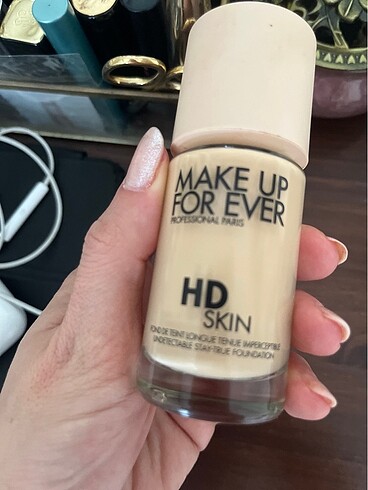 MAKE UP
FOR EVER
PROFESSIONAL PARIS
HD
SKIN
FOND DE TEINT LONGUE TENUE IMPERCEPTIBLE
UNDETECTABLE STAY-TRUE FOUNDATION